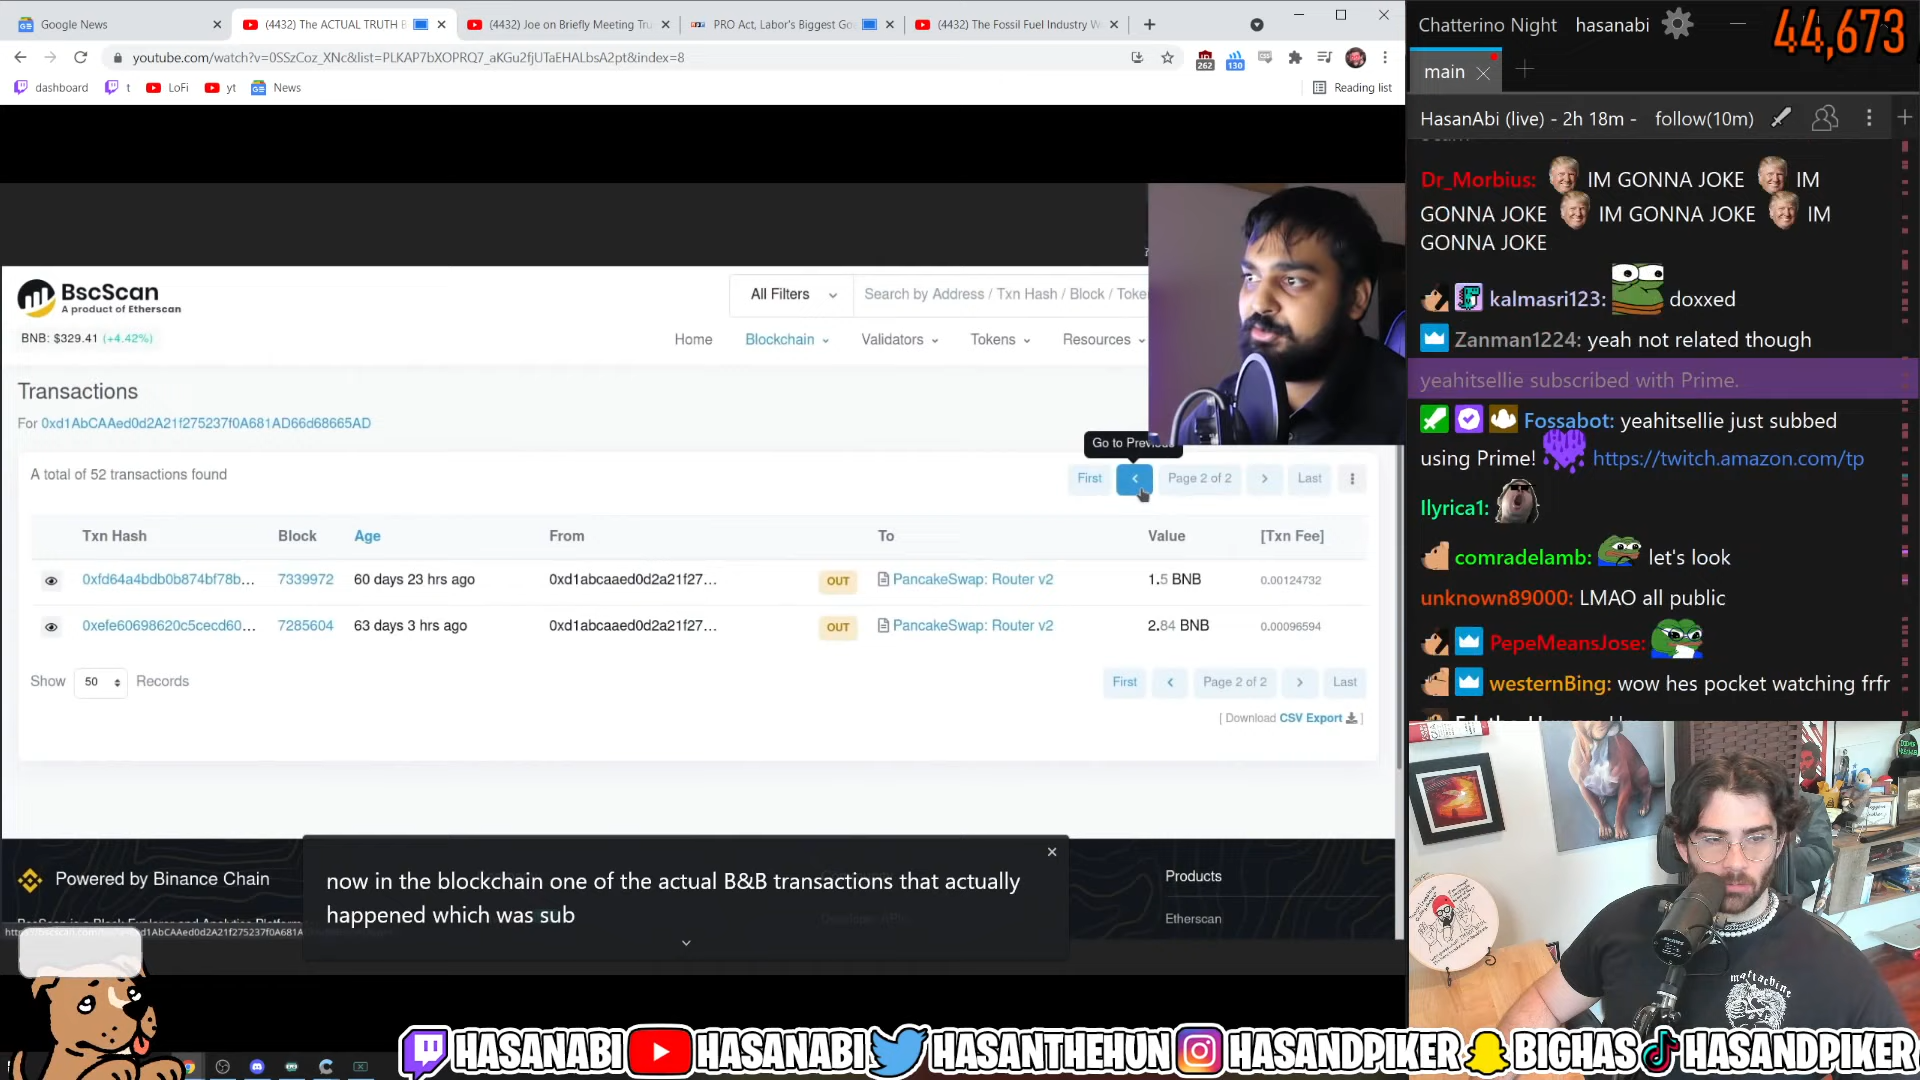 Google News
(4432) The ACTUAL TRUTH B
(4432) Joe on Briefly Meeting Tru
PRO Act, Labor's Biggest Go
(4432) The Fossil Fuel Industry W
youtube.com/watch?v=0SSzCoz_XNc&list=PLKAP7bXOPRQ7_aKGu2fjUTaEHALbsA2pt&index=8
262
130
dashboard
t
LoFi
yt
News
Reading list
BscScan
A product of Etherscan
BNB: $329.41 (+4.42%)
All Filters
Search by Address / Txn Hash / Block / Toke
Home
Blockchain
Validators
Tokens
Resources
Transactions
For 0xd1AbCAAed0d2A21f275237f0A681AD66d68665AD
Go to Previous
A total of 52 transactions found
First
Page 2 of 2
Last
Txn Hash Block Age From To Value [Txn Fee]
0xfd64a4bdb0b874bf78b... 7339972 60 days 23 hrs ago 0xd1abcaaed0d2a21f27... OUT PancakeSwap: Router v2 1.5 BNB 0.00124732
0xefe60698620c5cecd60... 7285604 63 days 3 hrs ago 0xd1abcaaed0d2a21f27... OUT PancakeSwap: Router v2 2.84 BNB 0.00096594
Show 50 Records
First
Page 2 of 2
Last
[ Download CSV Export ]
Powered by Binance Chain
now in the blockchain one of the actual B&B transactions that actually
happened which was sub
Products
Etherscan
Chatterino Night
hasanabi
44,673
main
HasanAbi (live) - 2h 18m -
follow(10m)
Dr_Morbius: IM GONNA JOKE IM
GONNA JOKE IM GONNA JOKE IM
GONNA JOKE
kalmasri123: doxxed
Zanman1224: yeah not related though
yeahitsellie subscribed with Prime.
Fossabot: yeahitsellie just subbed
using Prime! https://twitch.amazon.com/tp
Ilyrica1:
comradelamb: let's look
unknown89000: LMAO all public
PepeMeansJose:
westernBing: wow hes pocket watching frfr
HASANABI
HASANABI
HASANTHEHUN
HASANDPIKER
BIGHAS
HASANDPIKER